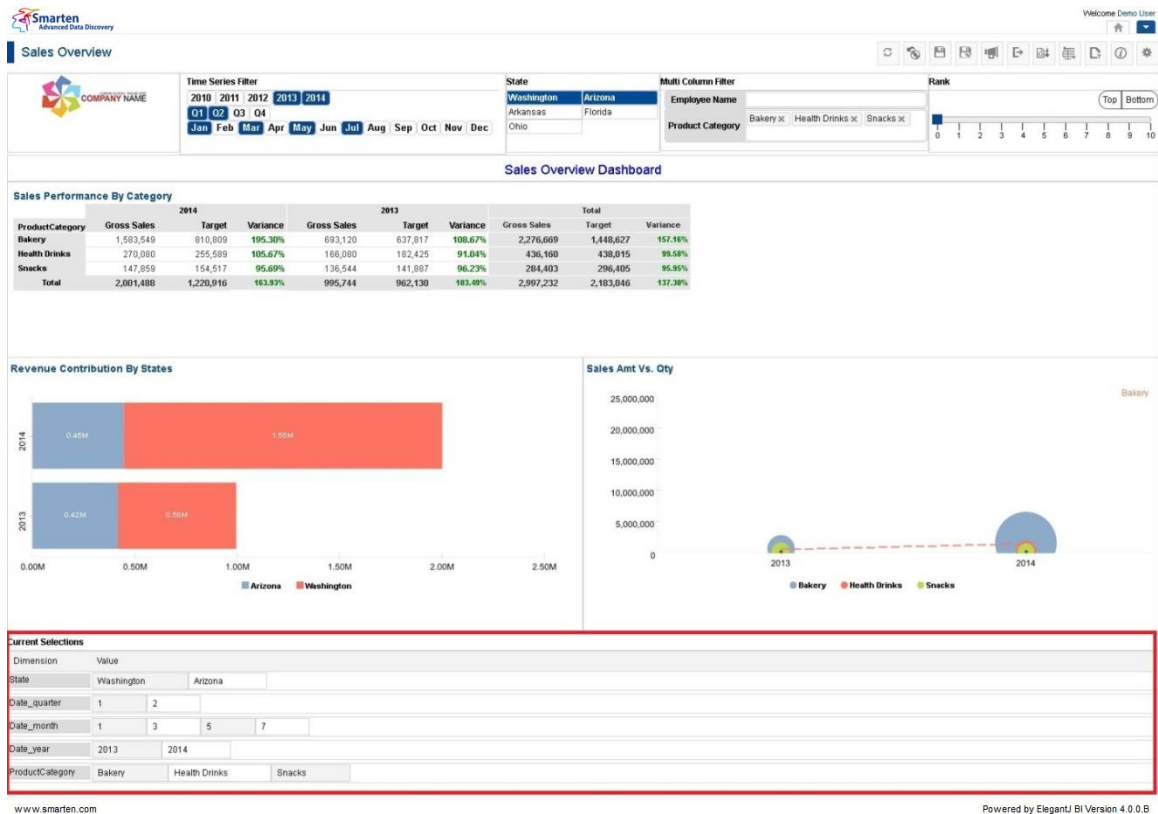 Smarten
Advanced Data Discovery
Welcome Demo User
Sales Overview
COMPANY NAME
Time Series Filter
2010 2011 2012 2013 2014
Q1 Q2 Q3 Q4
Jan Feb Mar Apr May Jun Jul Aug Sep Oct Nov Dec
State
Washington Arizona
Arkansas Florida
Ohio
Multi Column Filter
Employee Name
Product Category Bakery x Health Drinks x Snacks x
Rank
Top Bottom
0 1 2 3 4 5 6 7 8 9 10
Sales Overview Dashboard
Sales Performance By Category
2014 2013 Total
ProductCategory Gross Sales Target Variance Gross Sales Target Variance Gross Sales Target Variance
Bakery 1,583,549 810,809 195.30% 693,120 637,817 108.67% 2,276,669 1,448,627 157.16%
Health Drinks 270,080 255,589 105.67% 166,080 182,425 91.04% 436,160 438,015 99.58%
Snacks 147,859 154,517 95.69% 136,544 141,887 96.23% 284,403 296,405 95.95%
Total 2,001,488 1,220,916 163.93% 995,744 962,130 103.49% 2,997,232 2,183,046 137.30%
Revenue Contribution By States
2014
0.45M 1.55M
2013
0.42M 0.58M
0.00M 0.50M 1.00M 1.50M 2.00M 2.50M
Arizona Washington
Sales Amt Vs. Qty
Bakery
25,000,000
20,000,000
15,000,000
10,000,000
5,000,000
0
2013 2014
Bakery Health Drinks Snacks
Current Selections
Dimension Value
State Washington Arizona
Date_quarter 1 2
Date_month 1 3 5 7
Date_year 2013 2014
ProductCategory Bakery Health Drinks Snacks
www.smarten.com
Powered by ElegantJ BI Version 4.0.0.B